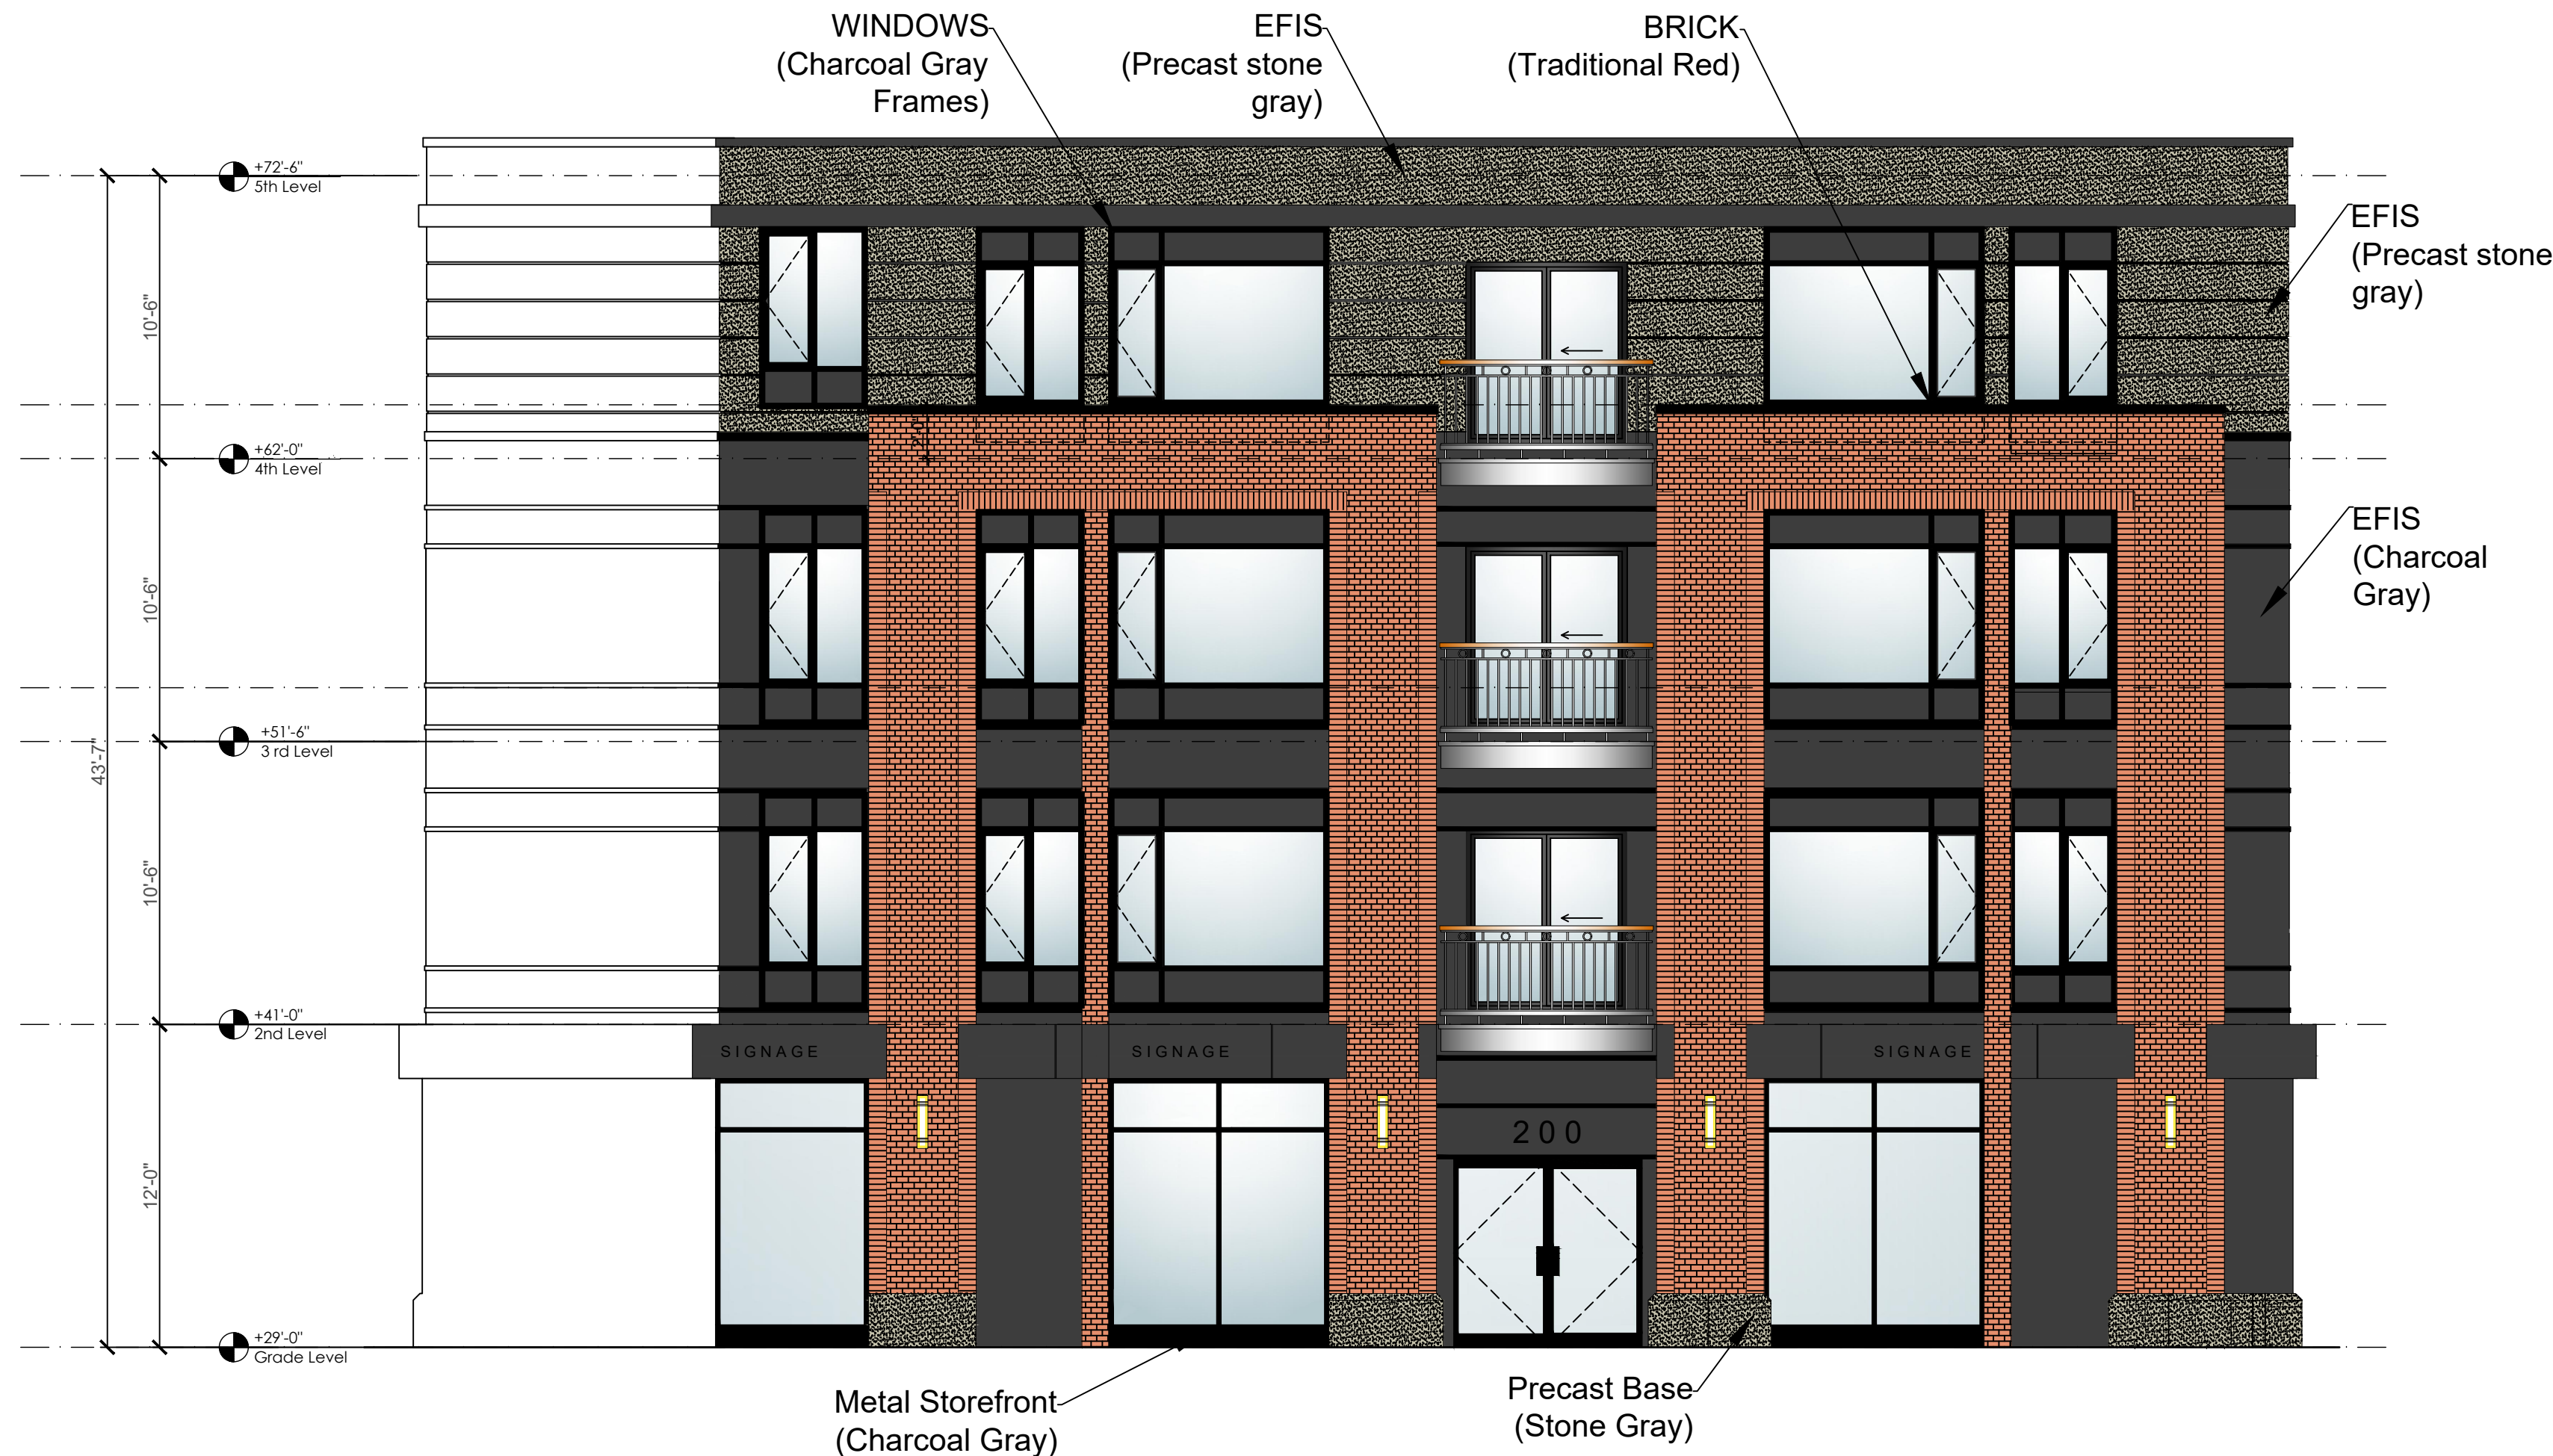 WINDOWS
(Charcoal Gray
Frames)
EFIS
(Precast stone
gray)
BRICK
(Traditional Red)
+72'-6"
5th Level
EFIS
(Precast stone
gray)
10'-6"
+62'-0"
4th Level
2'-0"
EFIS
(Charcoal
Gray)
10'-6"
+51'-6"
3 rd Level
43'-7"
10'-6"
+41'-0"
2nd Level
SIGNAGE
SIGNAGE
SIGNAGE
200
12'-0"
+29'-0"
Grade Level
Metal Storefront
(Charcoal Gray)
Precast Base
(Stone Gray)